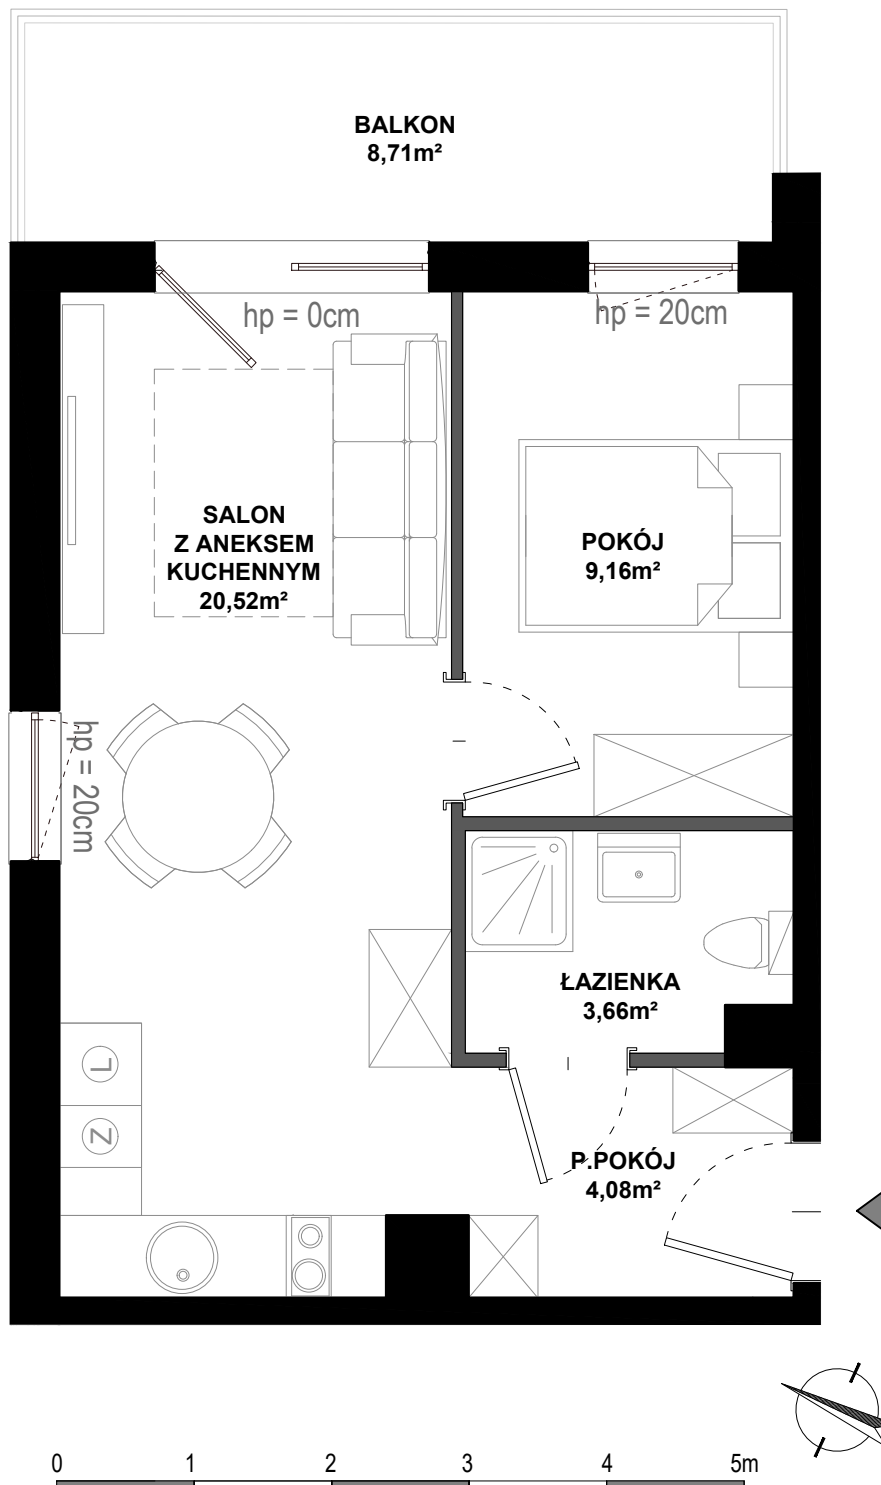 BALKON
8,71m²
hp = 0cm
hp = 20cm
SALON
Z ANEKSEM
KUCHENNYM
20,52m²
POKÓJ
9,16m²
hp = 20cm
ŁAZIENKA
3,66m²
L
Z
P.POKÓJ
4,08m²
0 1 2 3 4 5m